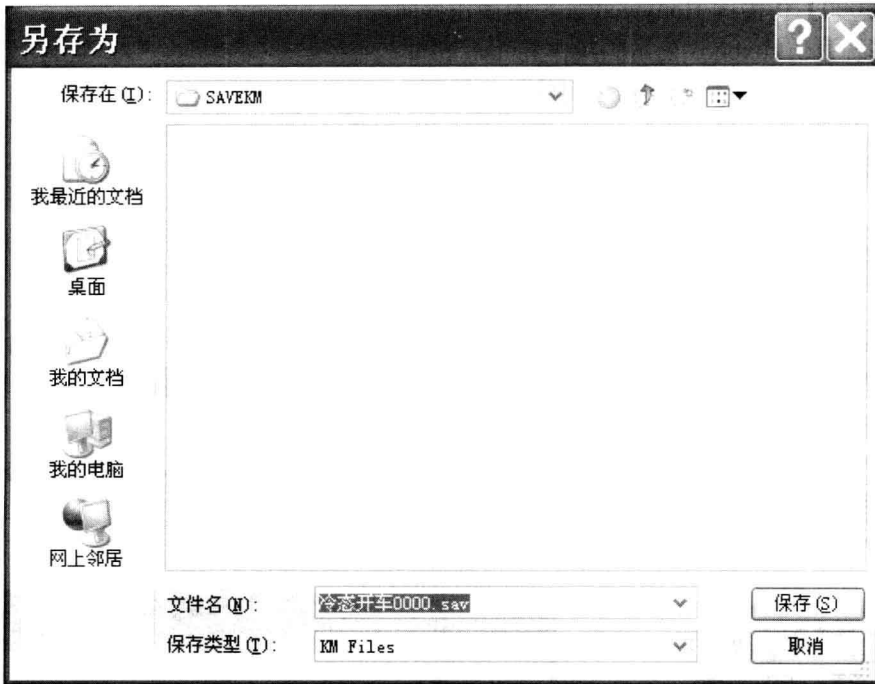 另存为
保存在(I): SAVEKM
我最近的文档
桌面
我的文档
我的电脑
网上邻居
文件名(N): 冷态开车0000.sav 保存(S)
保存类型(T): KM Files 取消